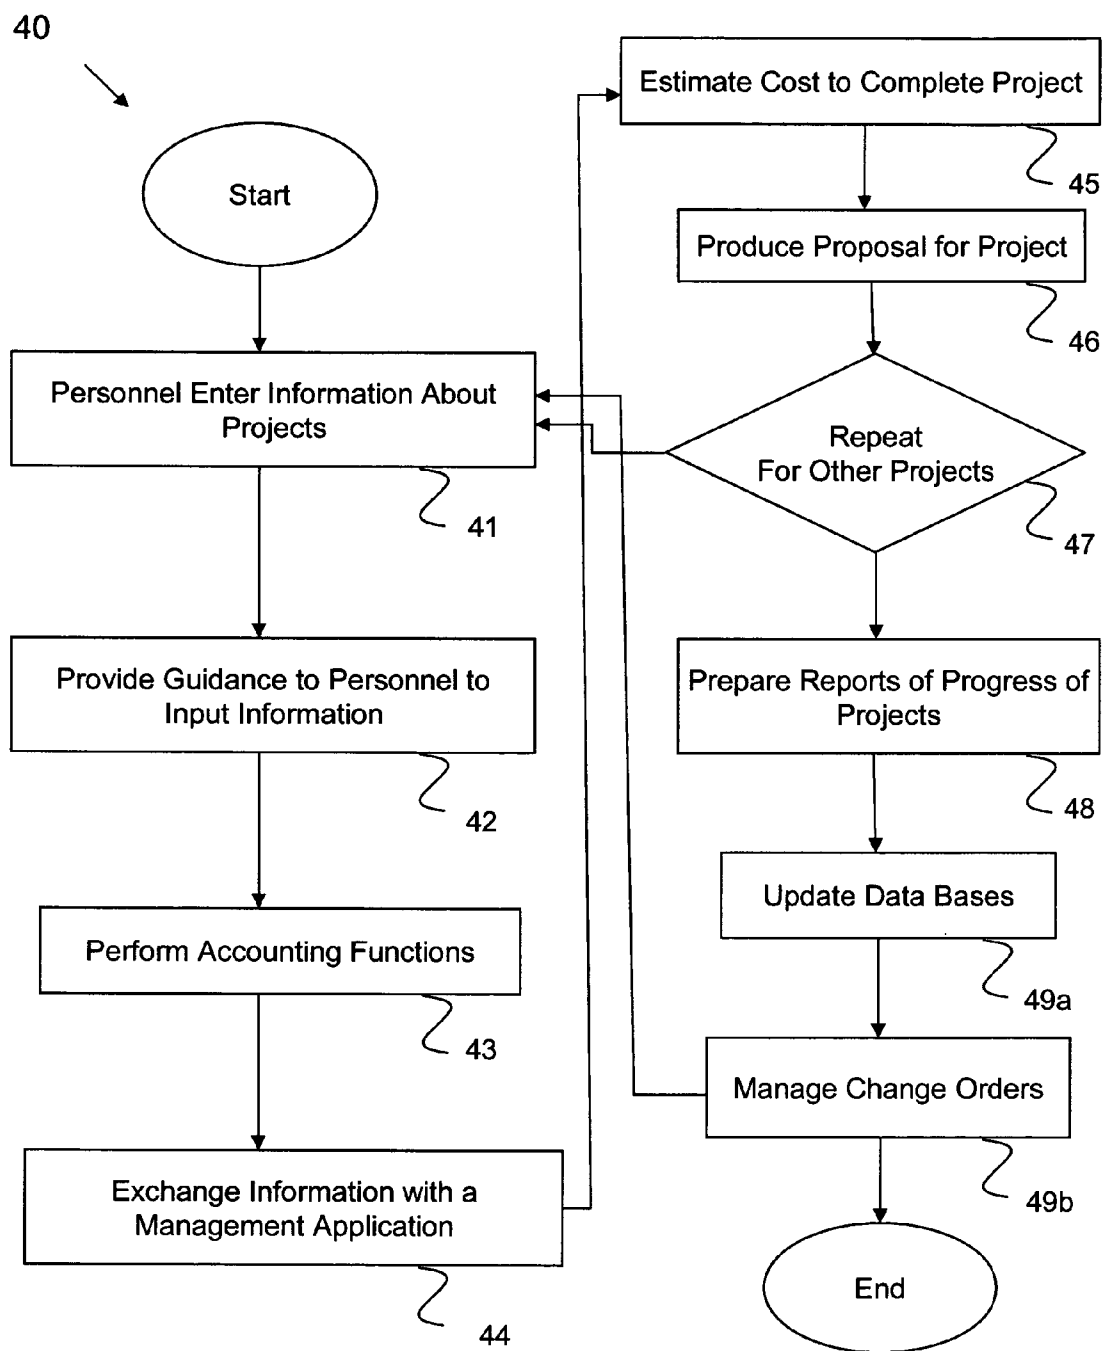 40
Start
Personnel Enter Information About
Projects
41
Provide Guidance to Personnel to
Input Information
42
Perform Accounting Functions
43
Exchange Information with a
Management Application
44
Estimate Cost to Complete Project
45
Produce Proposal for Project
46
Repeat
For Other Projects
47
Prepare Reports of Progress of
Projects
48
Update Data Bases
49a
Manage Change Orders
49b
End